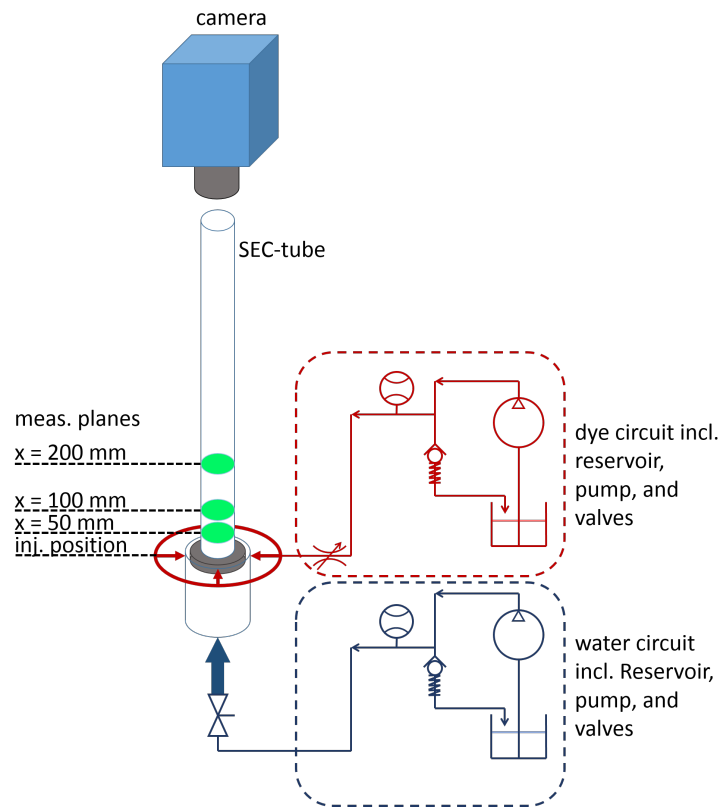 camera
SEC-tube
meas. planes
x = 200 mm
x = 100 mm
x = 50 mm
inj. position
dye circuit incl.
reservoir,
pump, and
valves
water circuit
incl. Reservoir,
pump, and
valves